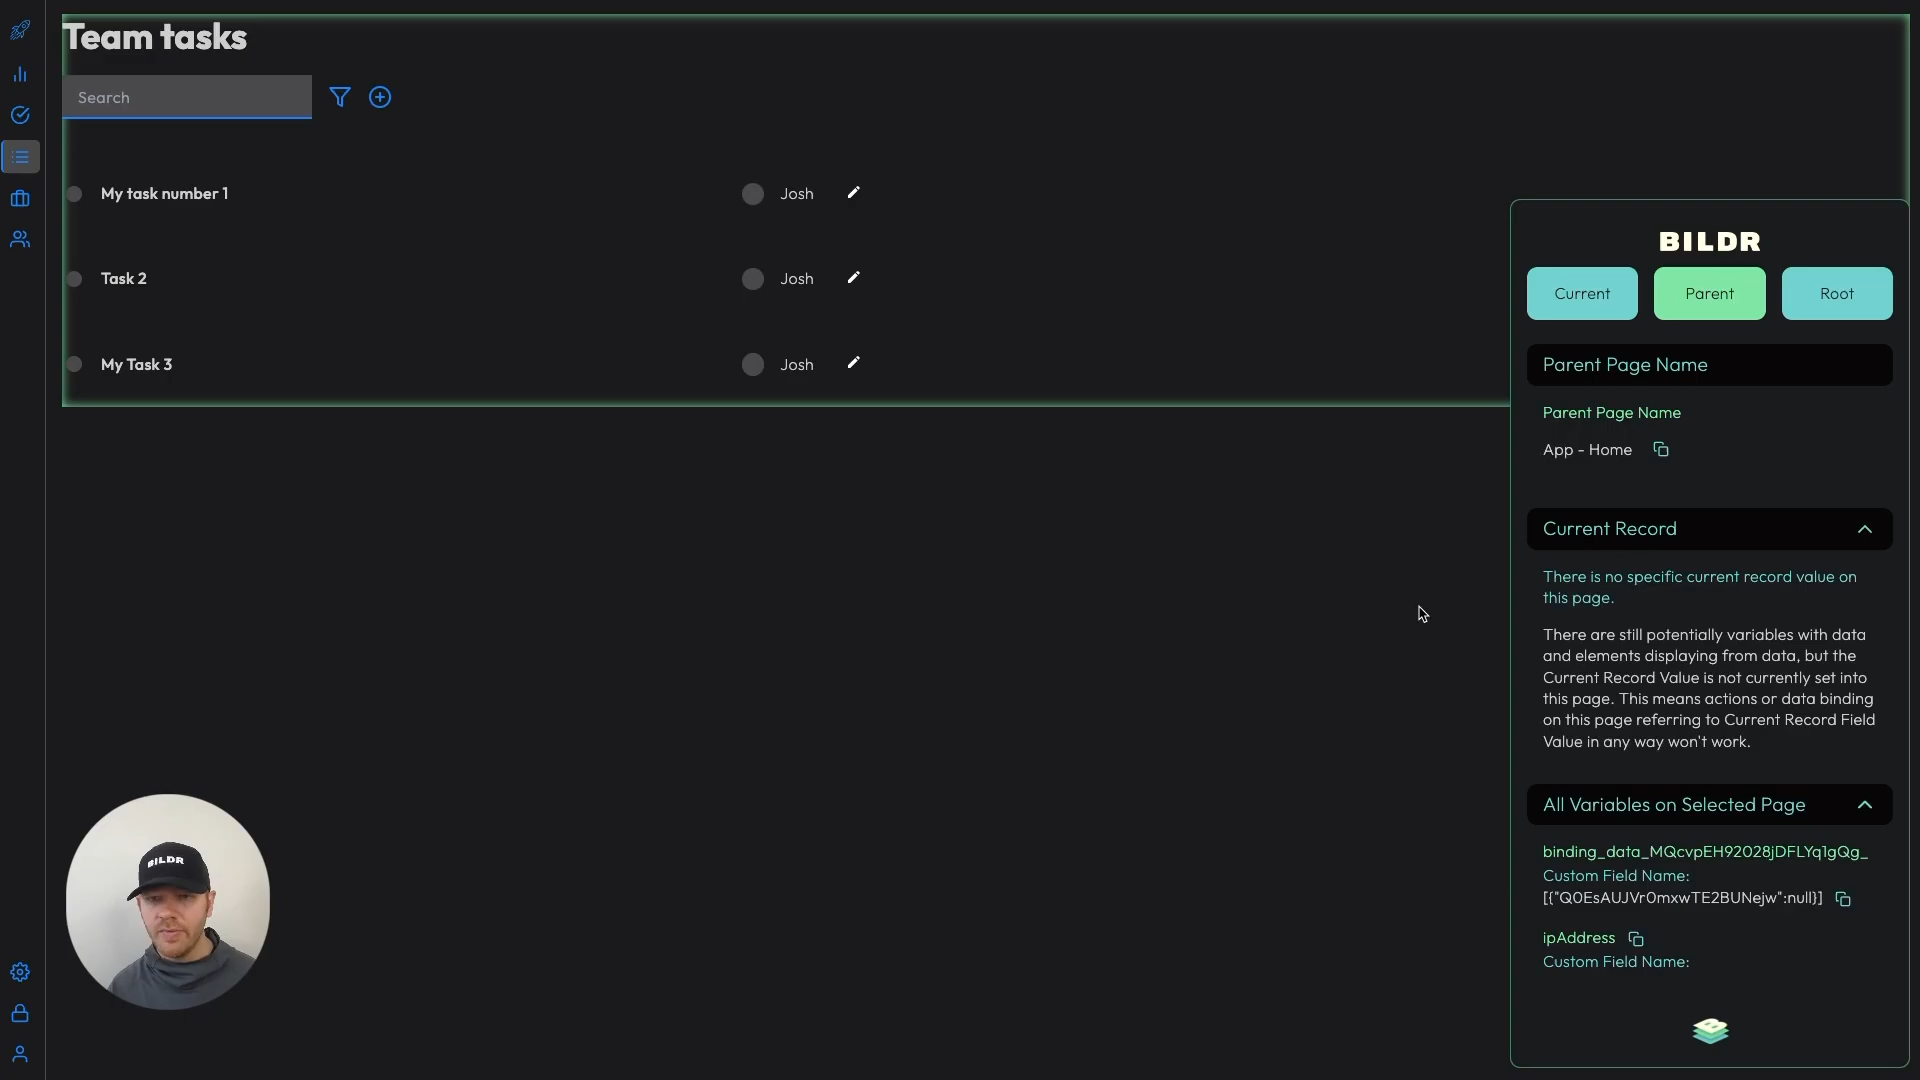 Team tasks
Search
My task number 1
Josh
Task 2
Josh
My Task 3
Josh
BILDR
Current
Parent
Root
Parent Page Name
Parent Page Name
App - Home
Current Record
There is no specific current record value on
this page.
There are still potentially variables with data
and elements displaying from data, but the
Current Record Value is not currently set into
this page. This means actions or data binding
on this page referring to Current Record Field
Value in any way won't work.
All Variables on Selected Page
binding_data_MQcvpEH92028jDFLYq1gQg_
Custom Field Name:
[{"Q0EsAUJVr0mxwTE2BUNejw":null}]
ipAddress
Custom Field Name:
BILDR